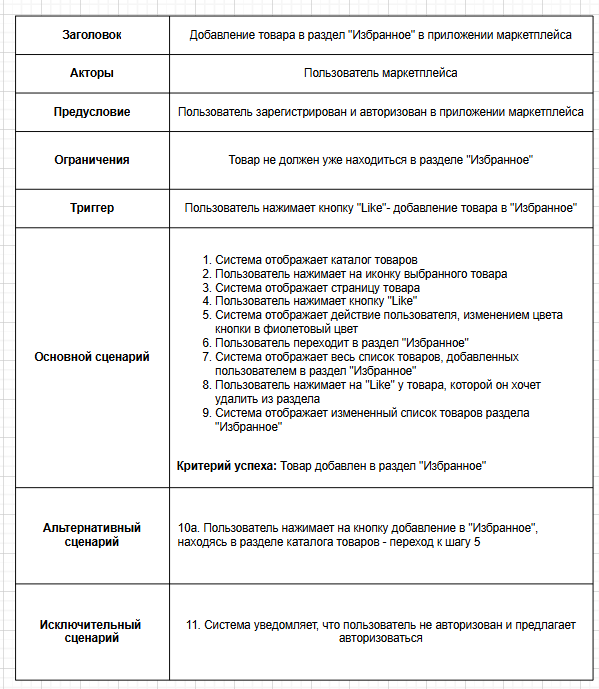 Заголовок
Добавление товара в раздел "Избранное" в приложении маркетплейса
Акторы
Пользователь маркетплейса
Предусловие
Пользователь зарегистрирован и авторизован в приложении маркетплейса
Ограничения
Товар не должен уже находиться в разделе "Избранное"
Триггер
Пользователь нажимает кнопку "Like"- добавление товара в "Избранное"
Основной сценарий
1. Система отображает каталог товаров
2. Пользователь нажимает на иконку выбранного товара
3. Система отображает страницу товара
4. Пользователь нажимает кнопку "Like"
5. Система отображает действие пользователя, изменением цвета
кнопки в фиолетовый цвет
6. Пользователь переходит в раздел "Избранное"
7. Система отображает весь список товаров, добавленных
пользователем в раздел "Избранное"
8. Пользователь нажимает на "Like" у товара, которой он хочет
удалить из раздела
9. Система отображает измененный список товаров раздела
"Избранное"
Критерий успеха: Товар добавлен в раздел "Избранное"
Альтернативный
сценарий
10а. Пользователь нажимает на кнопку добавление в "Избранное",
находясь в разделе каталога товаров - переход к шагу 5
Исключительный
сценарий
11. Система уведомляет, что пользователь не авторизован и предлагает
авторизоваться